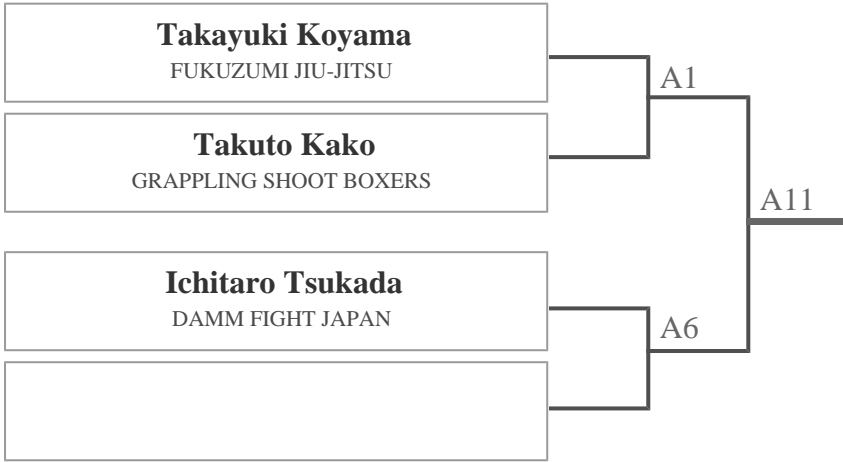 Takayuki Koyama
FUKUZUMI JIU-JITSU
A1
Takuto Kako
GRAPPLING SHOOT BOXERS
A11
Ichitaro Tsukada
DAMM FIGHT JAPAN
A6